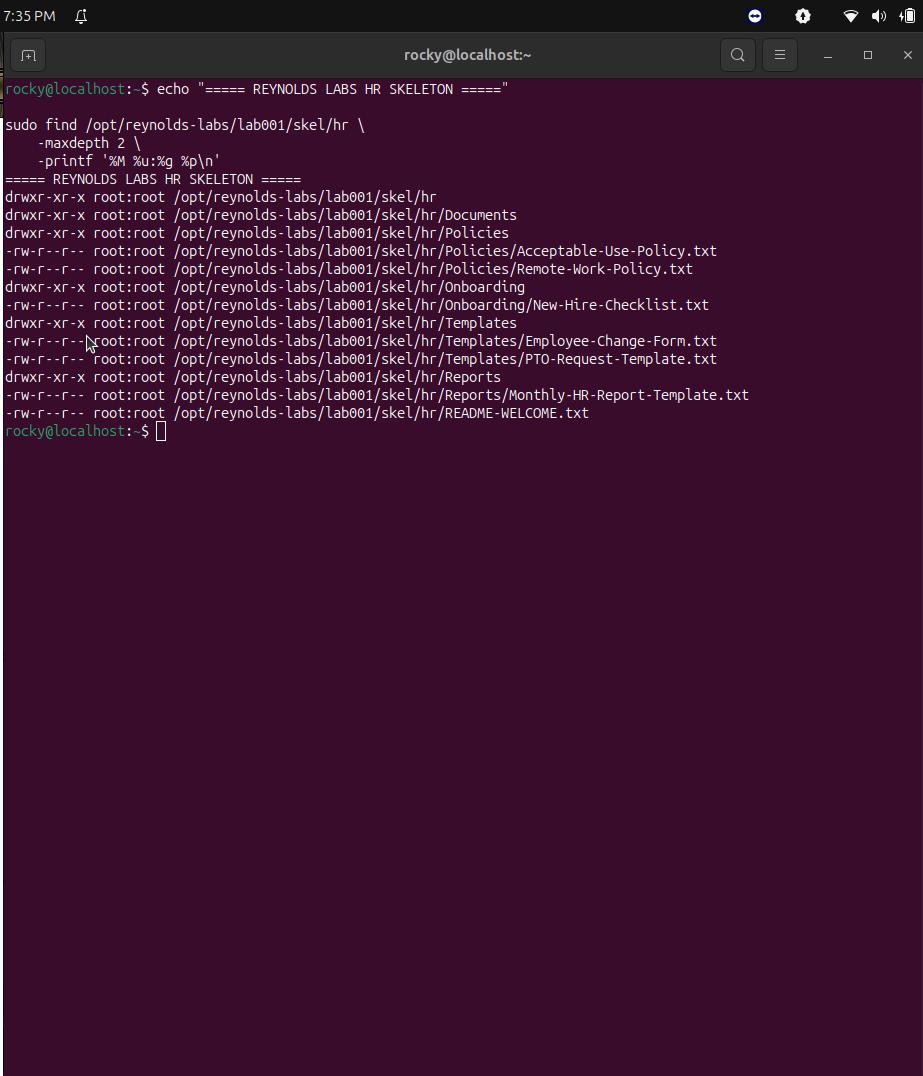 7:35 PM
rocky@localhost:~
rocky@localhost:~$ echo "===== REYNOLDS LABS HR SKELETON ====="
sudo find /opt/reynolds-labs/lab001/skel/hr \
    -maxdepth 2 \
    -printf '%M %u:%g %p\n'
===== REYNOLDS LABS HR SKELETON =====
drwxr-xr-x root:root /opt/reynolds-labs/lab001/skel/hr
drwxr-xr-x root:root /opt/reynolds-labs/lab001/skel/hr/Documents
drwxr-xr-x root:root /opt/reynolds-labs/lab001/skel/hr/Policies
-rw-r--r-- root:root /opt/reynolds-labs/lab001/skel/hr/Policies/Acceptable-Use-Policy.txt
-rw-r--r-- root:root /opt/reynolds-labs/lab001/skel/hr/Policies/Remote-Work-Policy.txt
drwxr-xr-x root:root /opt/reynolds-labs/lab001/skel/hr/Onboarding
-rw-r--r-- root:root /opt/reynolds-labs/lab001/skel/hr/Onboarding/New-Hire-Checklist.txt
drwxr-xr-x root:root /opt/reynolds-labs/lab001/skel/hr/Templates
-rw-r--r-- root:root /opt/reynolds-labs/lab001/skel/hr/Templates/Employee-Change-Form.txt
-rw-r--r-- root:root /opt/reynolds-labs/lab001/skel/hr/Templates/PTO-Request-Template.txt
drwxr-xr-x root:root /opt/reynolds-labs/lab001/skel/hr/Reports
-rw-r--r-- root:root /opt/reynolds-labs/lab001/skel/hr/Reports/Monthly-HR-Report-Template.txt
-rw-r--r-- root:root /opt/reynolds-labs/lab001/skel/hr/README-WELCOME.txt
rocky@localhost:~$